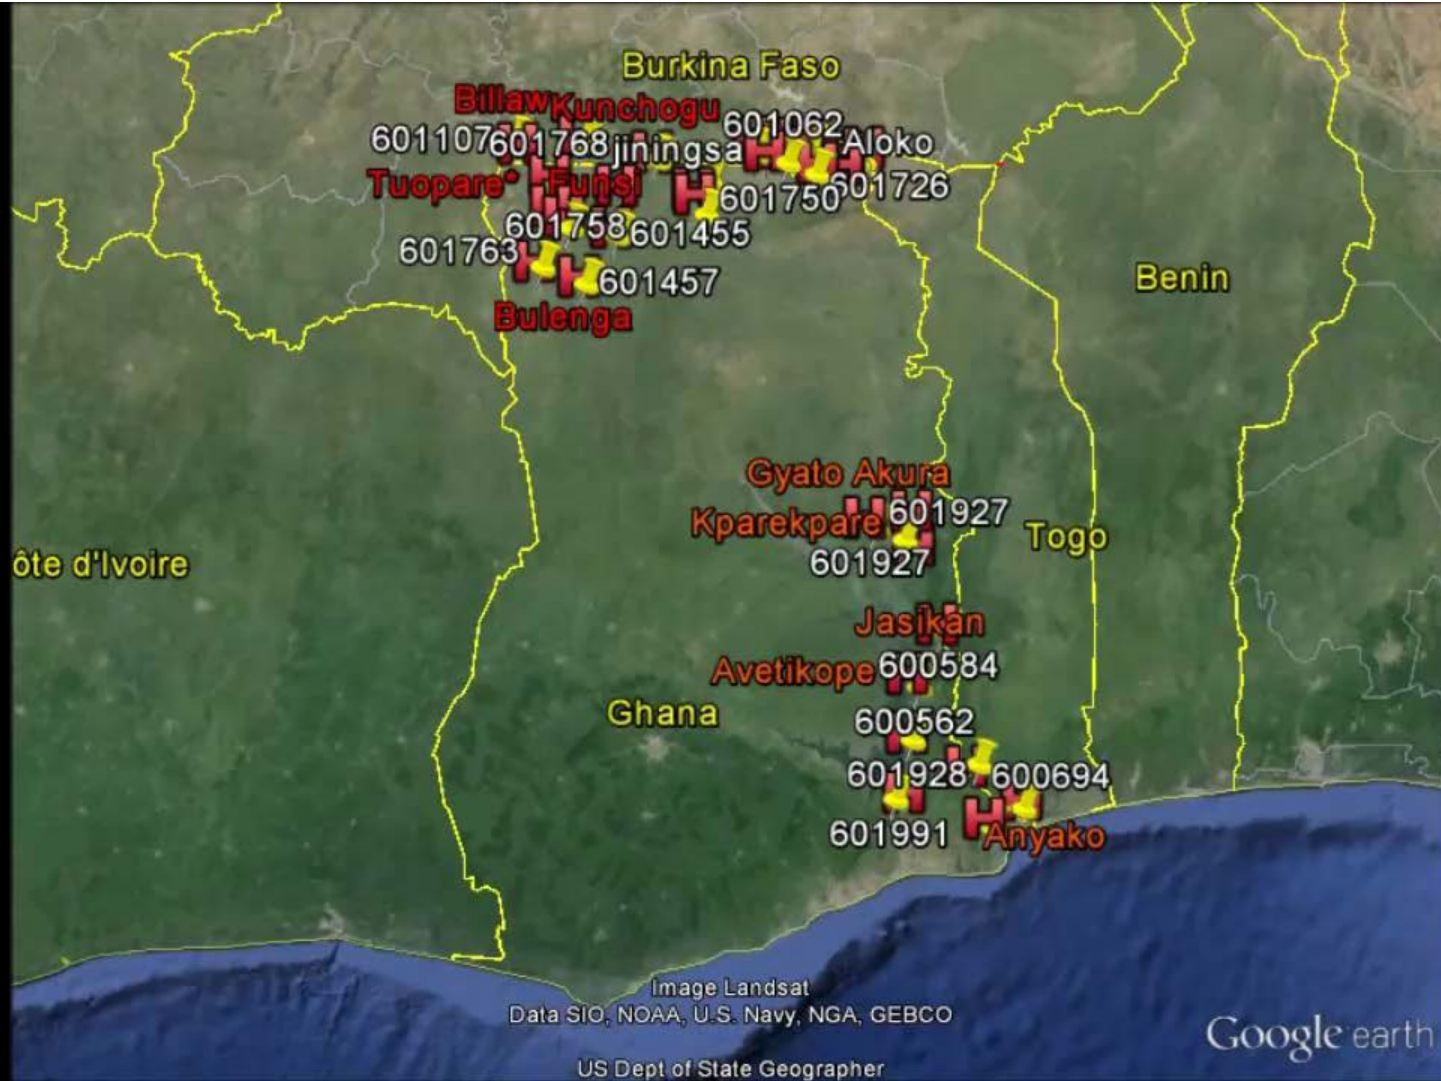 Burkina Faso
Billaw Kunchogu
601062
601107 601768 jiningsa Aloko
Tuopare* Funsi 601750 601726
601758 601455
601763
601457
Benin
Bulenga
Gyato Akura
601927
Kparekpare
Togo
601927
ôte d'Ivoire
Jasikan
Avetikope 600584
Ghana
600562
601928 600694
601991 Anyako
Image Landsat
Data SIO, NOAA, U.S. Navy, NGA, GEBCO
Google earth
US Dept of State Geographer